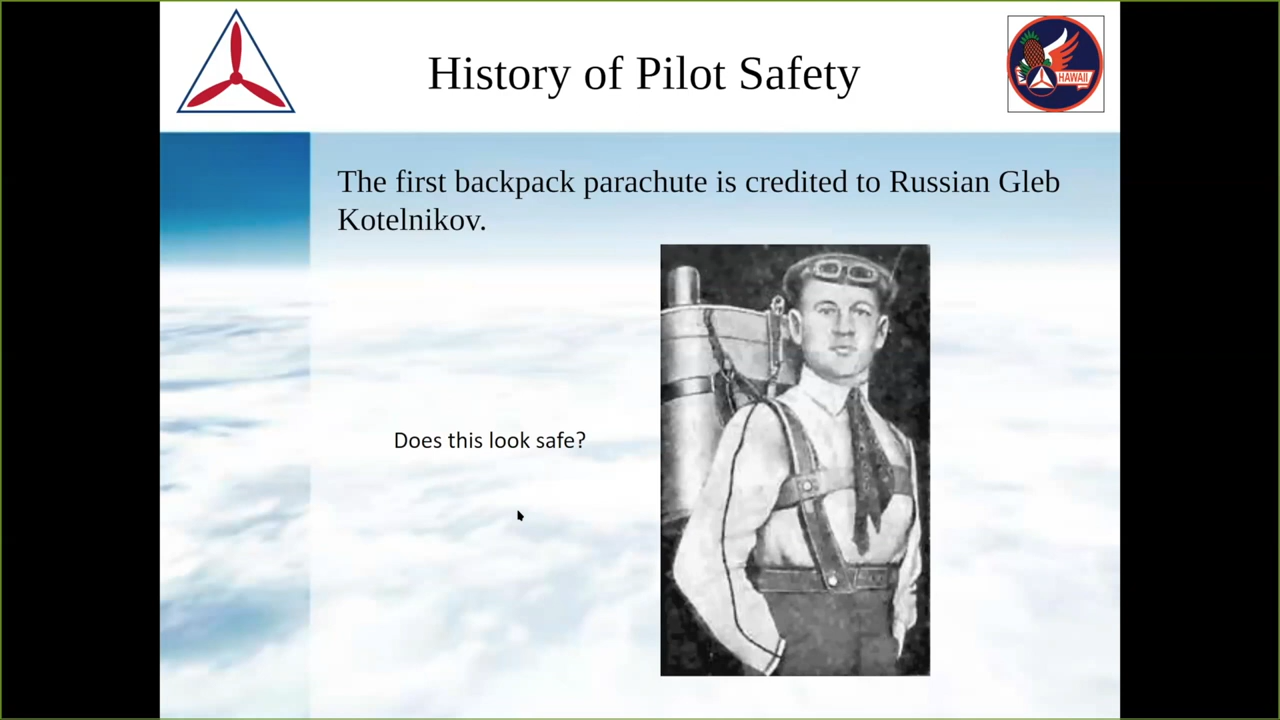 History of Pilot Safety
HAWAII
The first backpack parachute is credited to Russian Gleb
Kotelnikov.
Does this look safe?